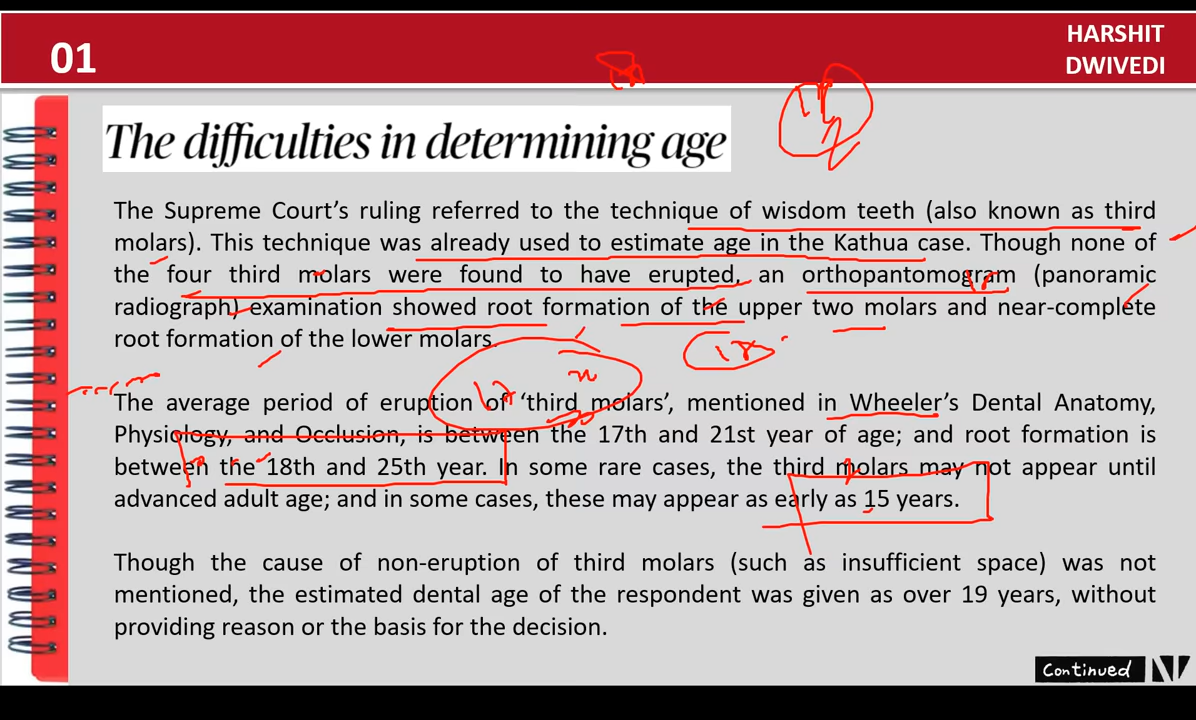 01
HARSHIT
DWIVEDI
The difficulties in determining age
The Supreme Court's ruling referred to the technique of wisdom teeth (also known as third
molars). This technique was already used to estimate age in the Kathua case. Though none of
the four third molars were found to have erupted, an orthopantomogram (panoramic
radiograph) examination showed root formation of the upper two molars and near-complete
root formation of the lower molars.
The average period of eruption of 'third molars', mentioned in Wheeler's Dental Anatomy,
Physiology, and Occlusion, is between the 17th and 21st year of age; and root formation is
between the 18th and 25th year. In some rare cases, the third molars may not appear until
advanced adult age; and in some cases, these may appear as early as 15 years.
Though the cause of non-eruption of third molars (such as insufficient space) was not
mentioned, the estimated dental age of the respondent was given as over 19 years, without
providing reason or the basis for the decision.
Continued